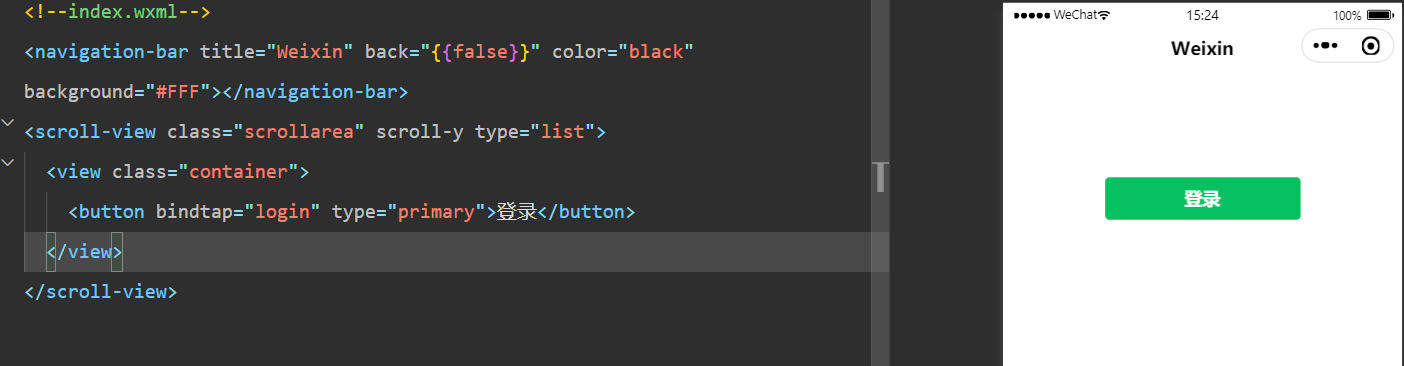 <!--index.wxml-->
<navigation-bar title="Weixin" back="{{false}}" color="black"
background="#FFF"></navigation-bar>
<scroll-view class="scrollarea" scroll-y type="list">
<view class="container">
<button bindtap="login" type="primary">登录</button>
</view>
</scroll-view>
WeChat 15:24 100%
Weixin
登录